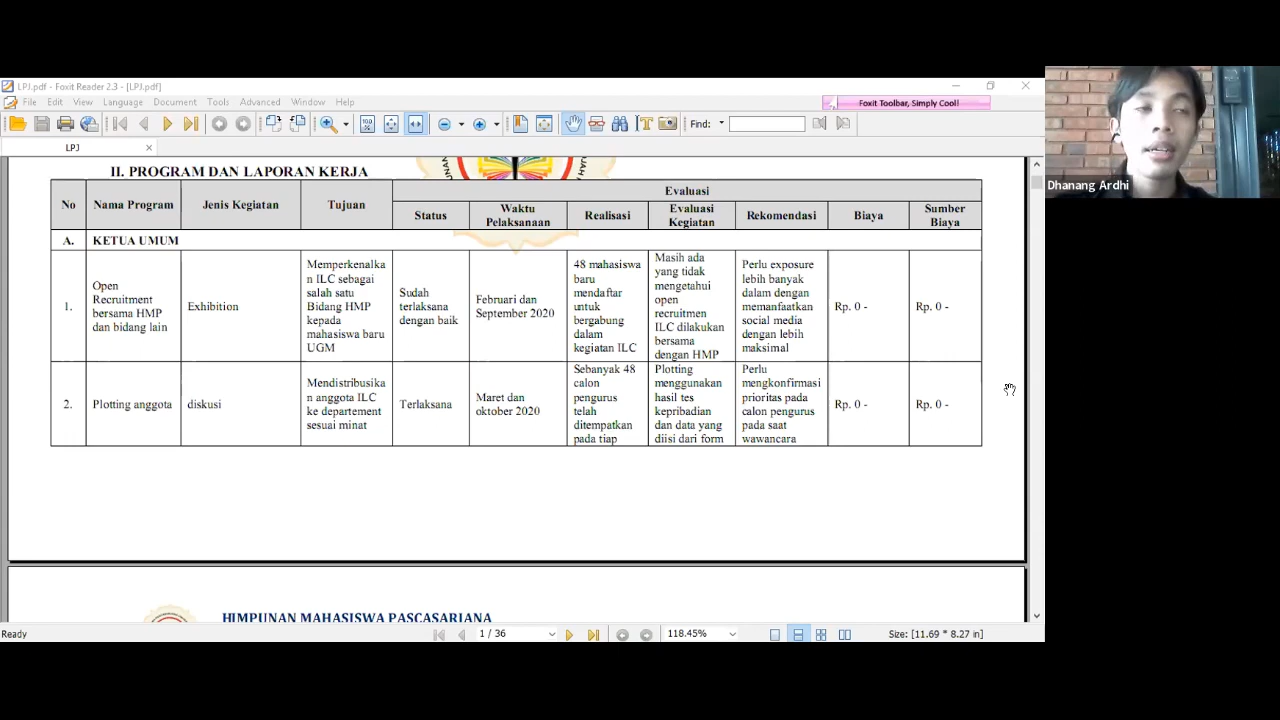 LPJ.pdf - Foxit Reader 2.3 - [LPJ.pdf]
File Edit View Language Document Tools Advanced Window Help
Foxit Toolbar, Simply Cool!
Find:
LPJ
II. PROGRAM DAN LAPORAN KERJA
No
Nama Program
Jenis Kegiatan
Tujuan
Evaluasi
Status
Waktu
Pelaksanaan
Realisasi
Evaluasi
Kegiatan
Rekomendasi
Biaya
Sumber
Biaya
A.
KETUA UMUM
1.
Open
Recruitment
bersama HMP
dan bidang lain
Exhibition
Memperkenalka
n ILC sebagai
salah satu
Bidang HMP
kepada
mahasiswa baru
UGM
Sudah
terlaksana
dengan baik
Februari dan
September 2020
48 mahasiswa
baru
mendaftar
untuk
bergabung
dalam
kegiatan ILC
Masih ada
yang tidak
mengetahui
open
recruitmen
ILC dilakukan
bersama
dengan HMP
Perlu exposure
lebih banyak
dalam dengan
memanfaatkan
social media
dengan lebih
maksimal
Rp. 0 -
Rp. 0 -
2.
Plotting anggota
diskusi
Mendistribusika
n anggota ILC
ke departement
sesuai minat
Terlaksana
Maret dan
oktober 2020
Sebanyak 48
calon
pengurus
telah
ditempatkan
pada tiap
Plotting
menggunakan
hasil tes
kepribadian
dan data yang
diisi dari form
Perlu
mengkonfirmasi
prioritas pada
calon pengurus
pada saat
wawancara
Rp. 0 -
Rp. 0 -
HIMPUNAN MAHASISWA PASCASARJANA
Ready
1 / 36
118.45%
Size: [11.69 * 8.27 in]
Dhanang Ardhi